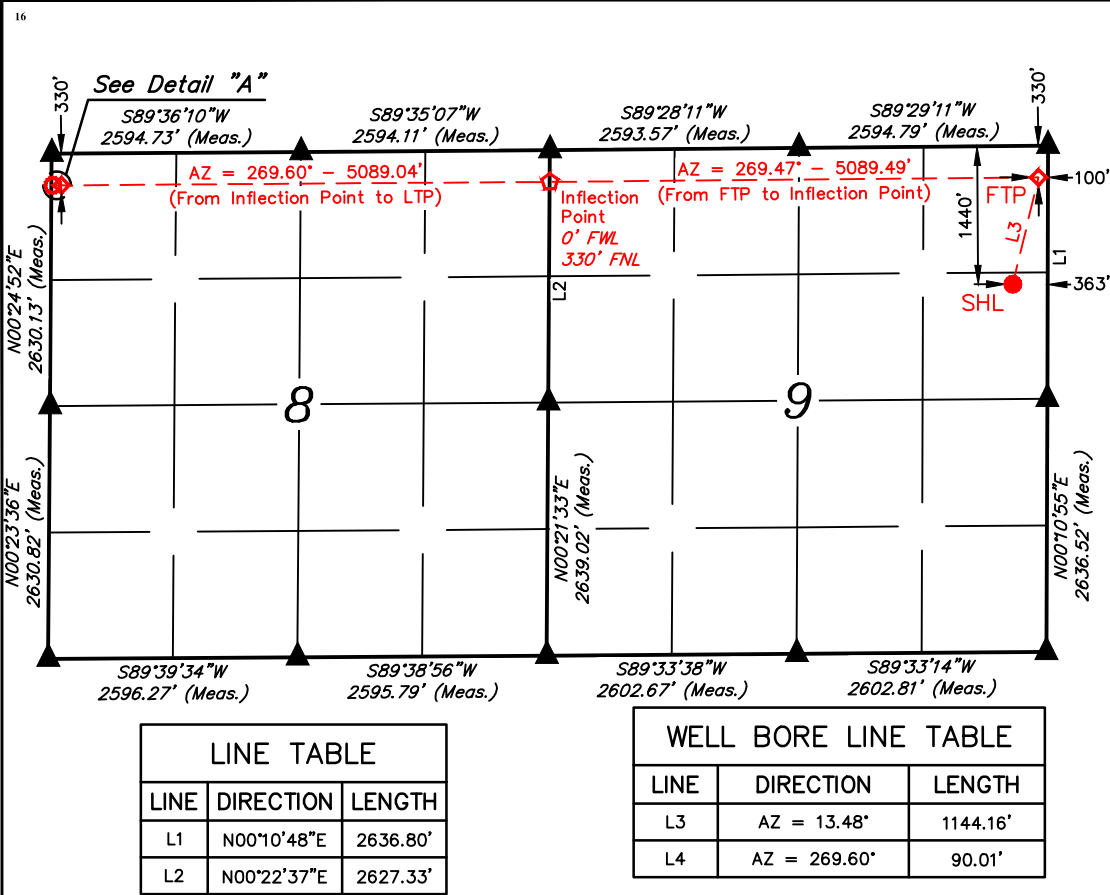 16
See Detail "A"
330'
330'
S89°36'10"W
2594.73' (Meas.)
S89°35'07"W
2594.11' (Meas.)
S89°28'11"W
2593.57' (Meas.)
S89°29'11"W
2594.79' (Meas.)
AZ = 269.60° - 5089.04'
(From Inflection Point to LTP)
AZ = 269.47° - 5089.49'
(From FTP to Inflection Point)
Inflection
Point
0' FWL
330' FNL
FTP
100'
1440'
L3
L1
L2
363'
SHL
N00°24'52"E
2630.13' (Meas.)
8
9
N00°23'36"E
2630.82' (Meas.)
N00°21'33"E
2639.02' (Meas.)
N00°10'55"E
2636.52' (Meas.)
S89°39'34"W
2596.27' (Meas.)
S89°38'56"W
2595.79' (Meas.)
S89°33'38"W
2602.67' (Meas.)
S89°33'14"W
2602.81' (Meas.)
LINE TABLE
LINE DIRECTION LENGTH
L1 N00°10'48"E 2636.80'
L2 N00°22'37"E 2627.33'
WELL BORE LINE TABLE
LINE DIRECTION LENGTH
L3 AZ = 13.48° 1144.16'
L4 AZ = 269.60° 90.01'